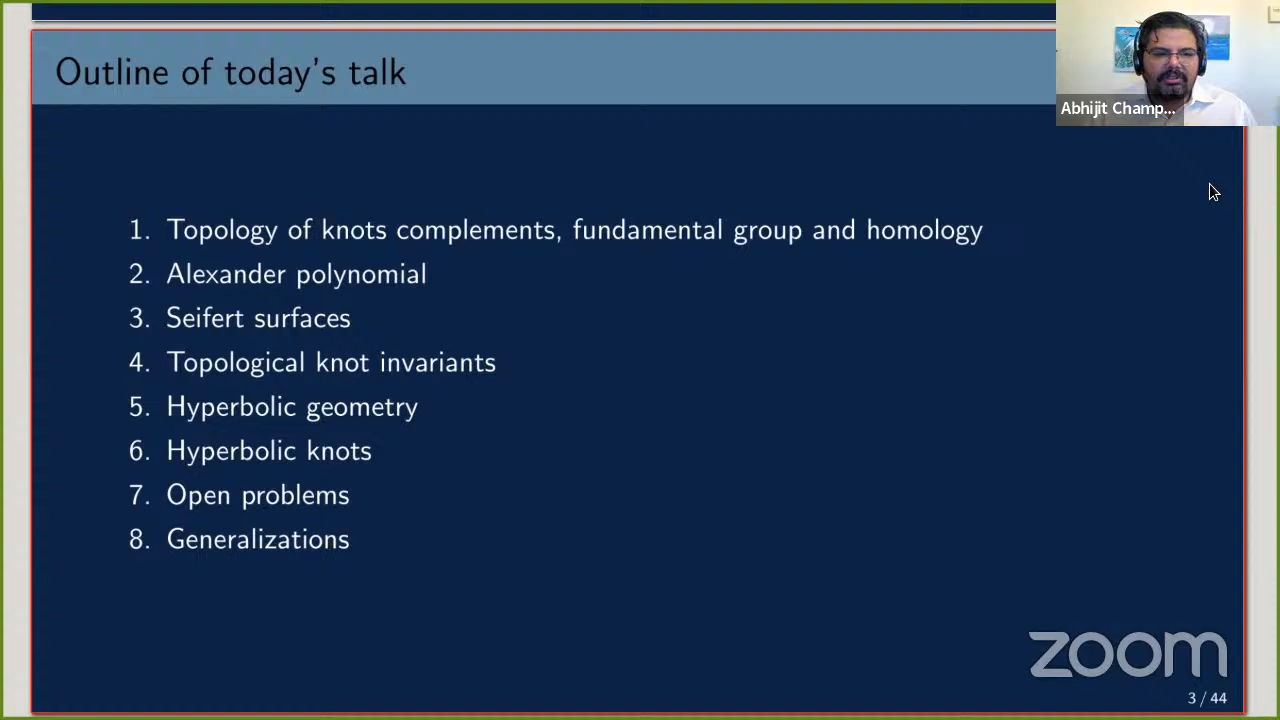 Outline of today's talk
Abhijit Champ...
1. Topology of knots complements, fundamental group and homology
2. Alexander polynomial
3. Seifert surfaces
4. Topological knot invariants
5. Hyperbolic geometry
6. Hyperbolic knots
7. Open problems
8. Generalizations
zoom
3 / 44